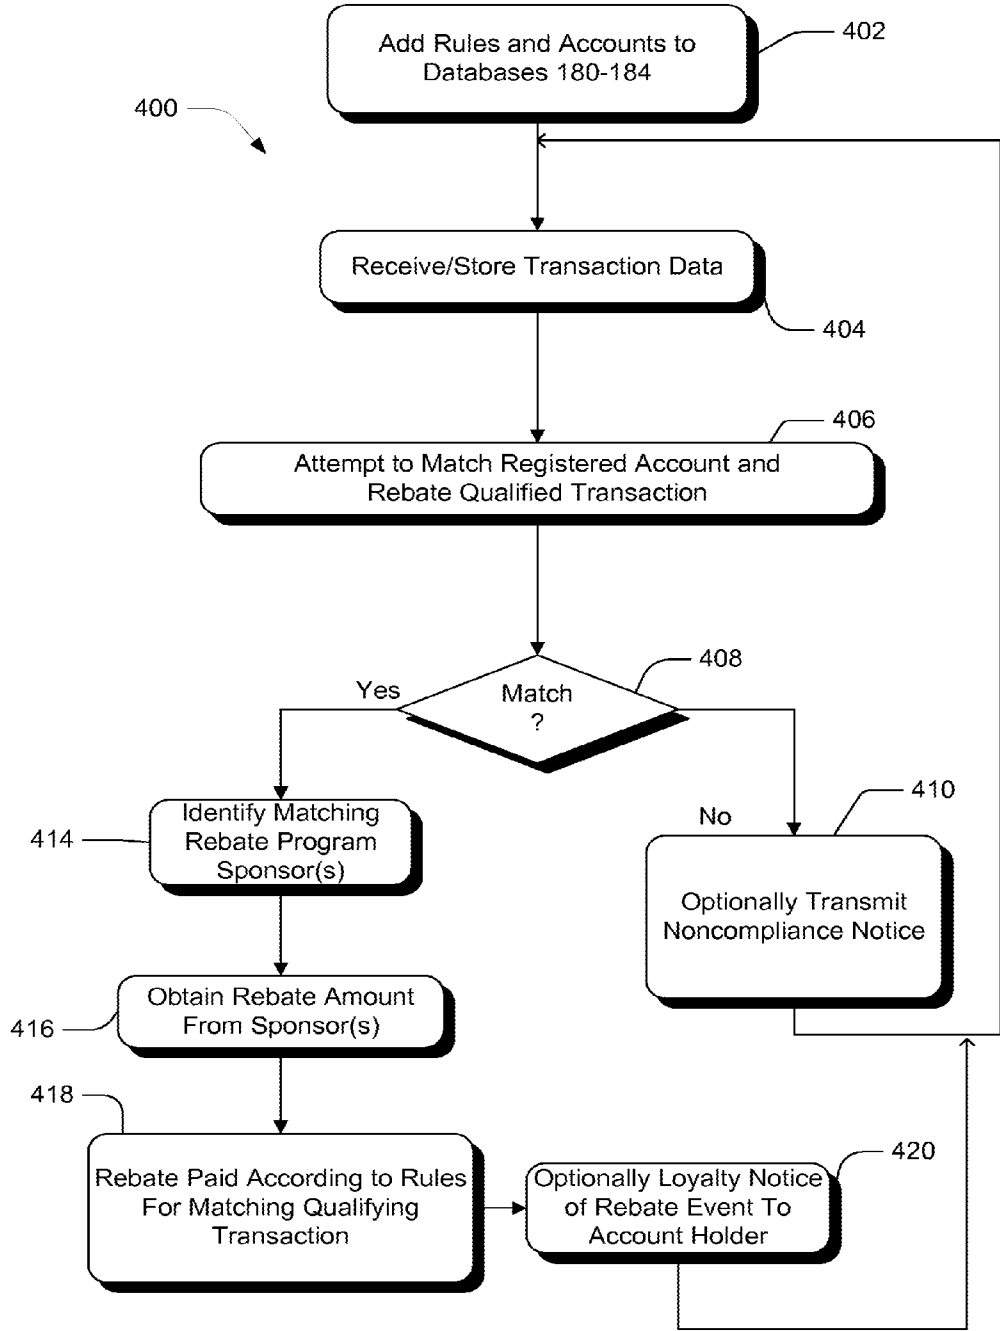 400
Add Rules and Accounts to
Databases 180-184
402
Receive/Store Transaction Data
404
406
Attempt to Match Registered Account and
Rebate Qualified Transaction
408
Match
?
Yes
No
414
Identify Matching
Rebate Program
Sponsor(s)
410
Optionally Transmit
Noncompliance Notice
416
Obtain Rebate Amount
From Sponsor(s)
418
Rebate Paid According to Rules
For Matching Qualifying
Transaction
420
Optionally Loyalty Notice
of Rebate Event To
Account Holder